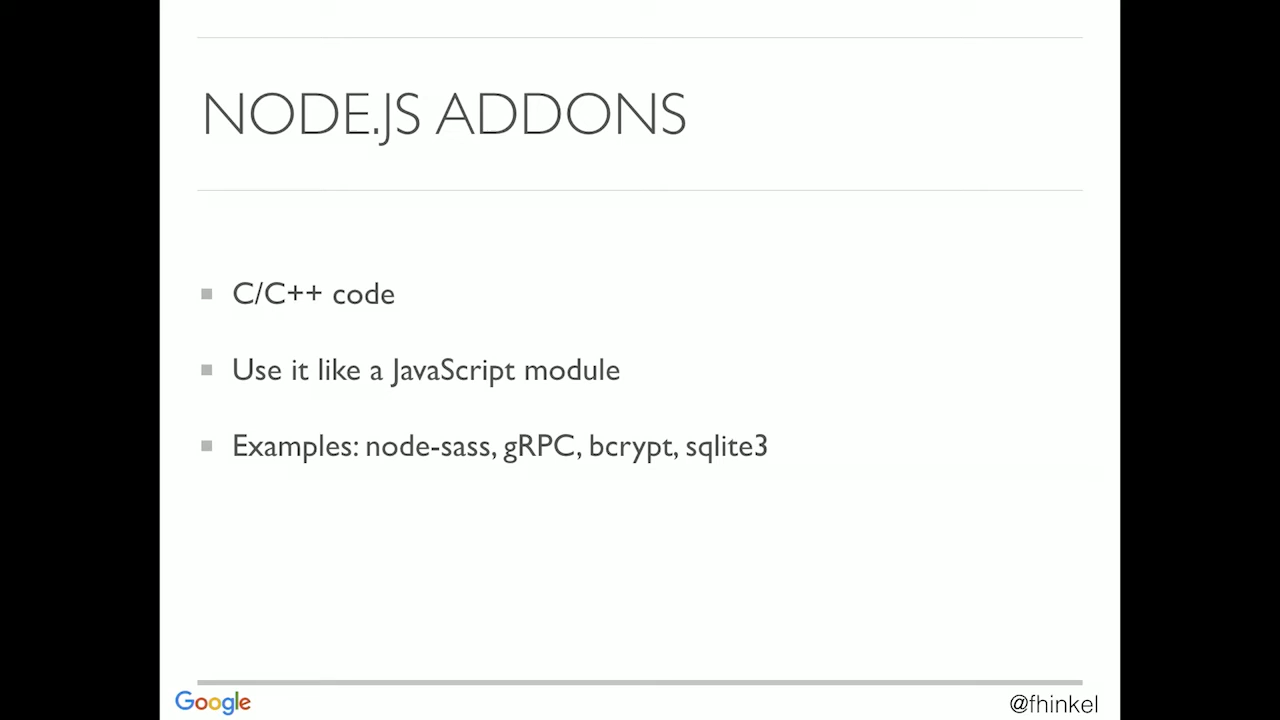 NODE.JS ADDONS
C/C++ code
Use it like a JavaScript module
Examples: node-sass, gRPC, bcrypt, sqlite3
Google
@fhinkel